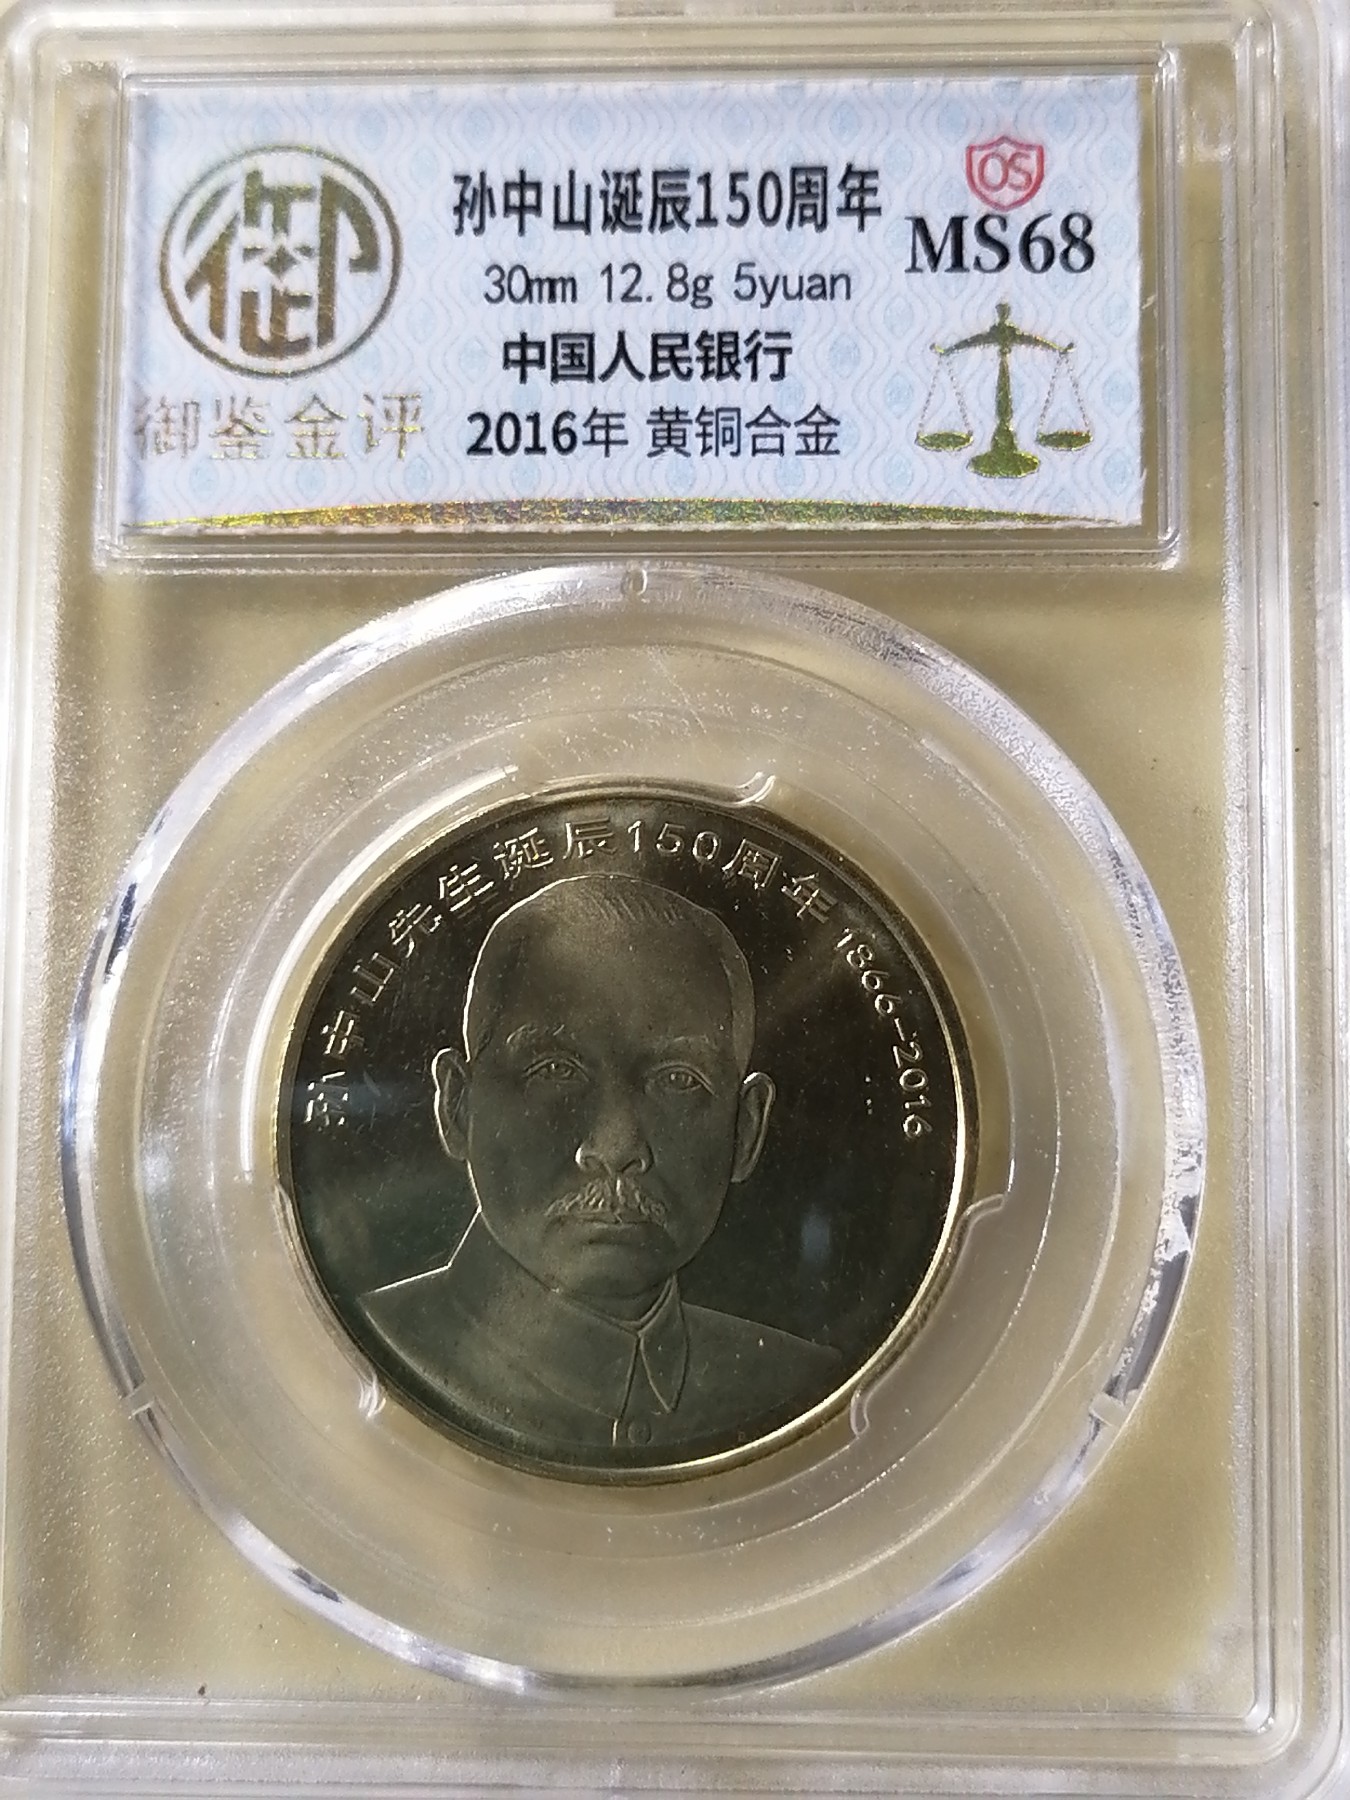 孙中山诞辰150周年
OS
MS68
30mm 12.8g 5yuan
中国人民银行
御鉴金评
2016年 黄铜合金
孙中山先生诞辰150周年 1866-2016